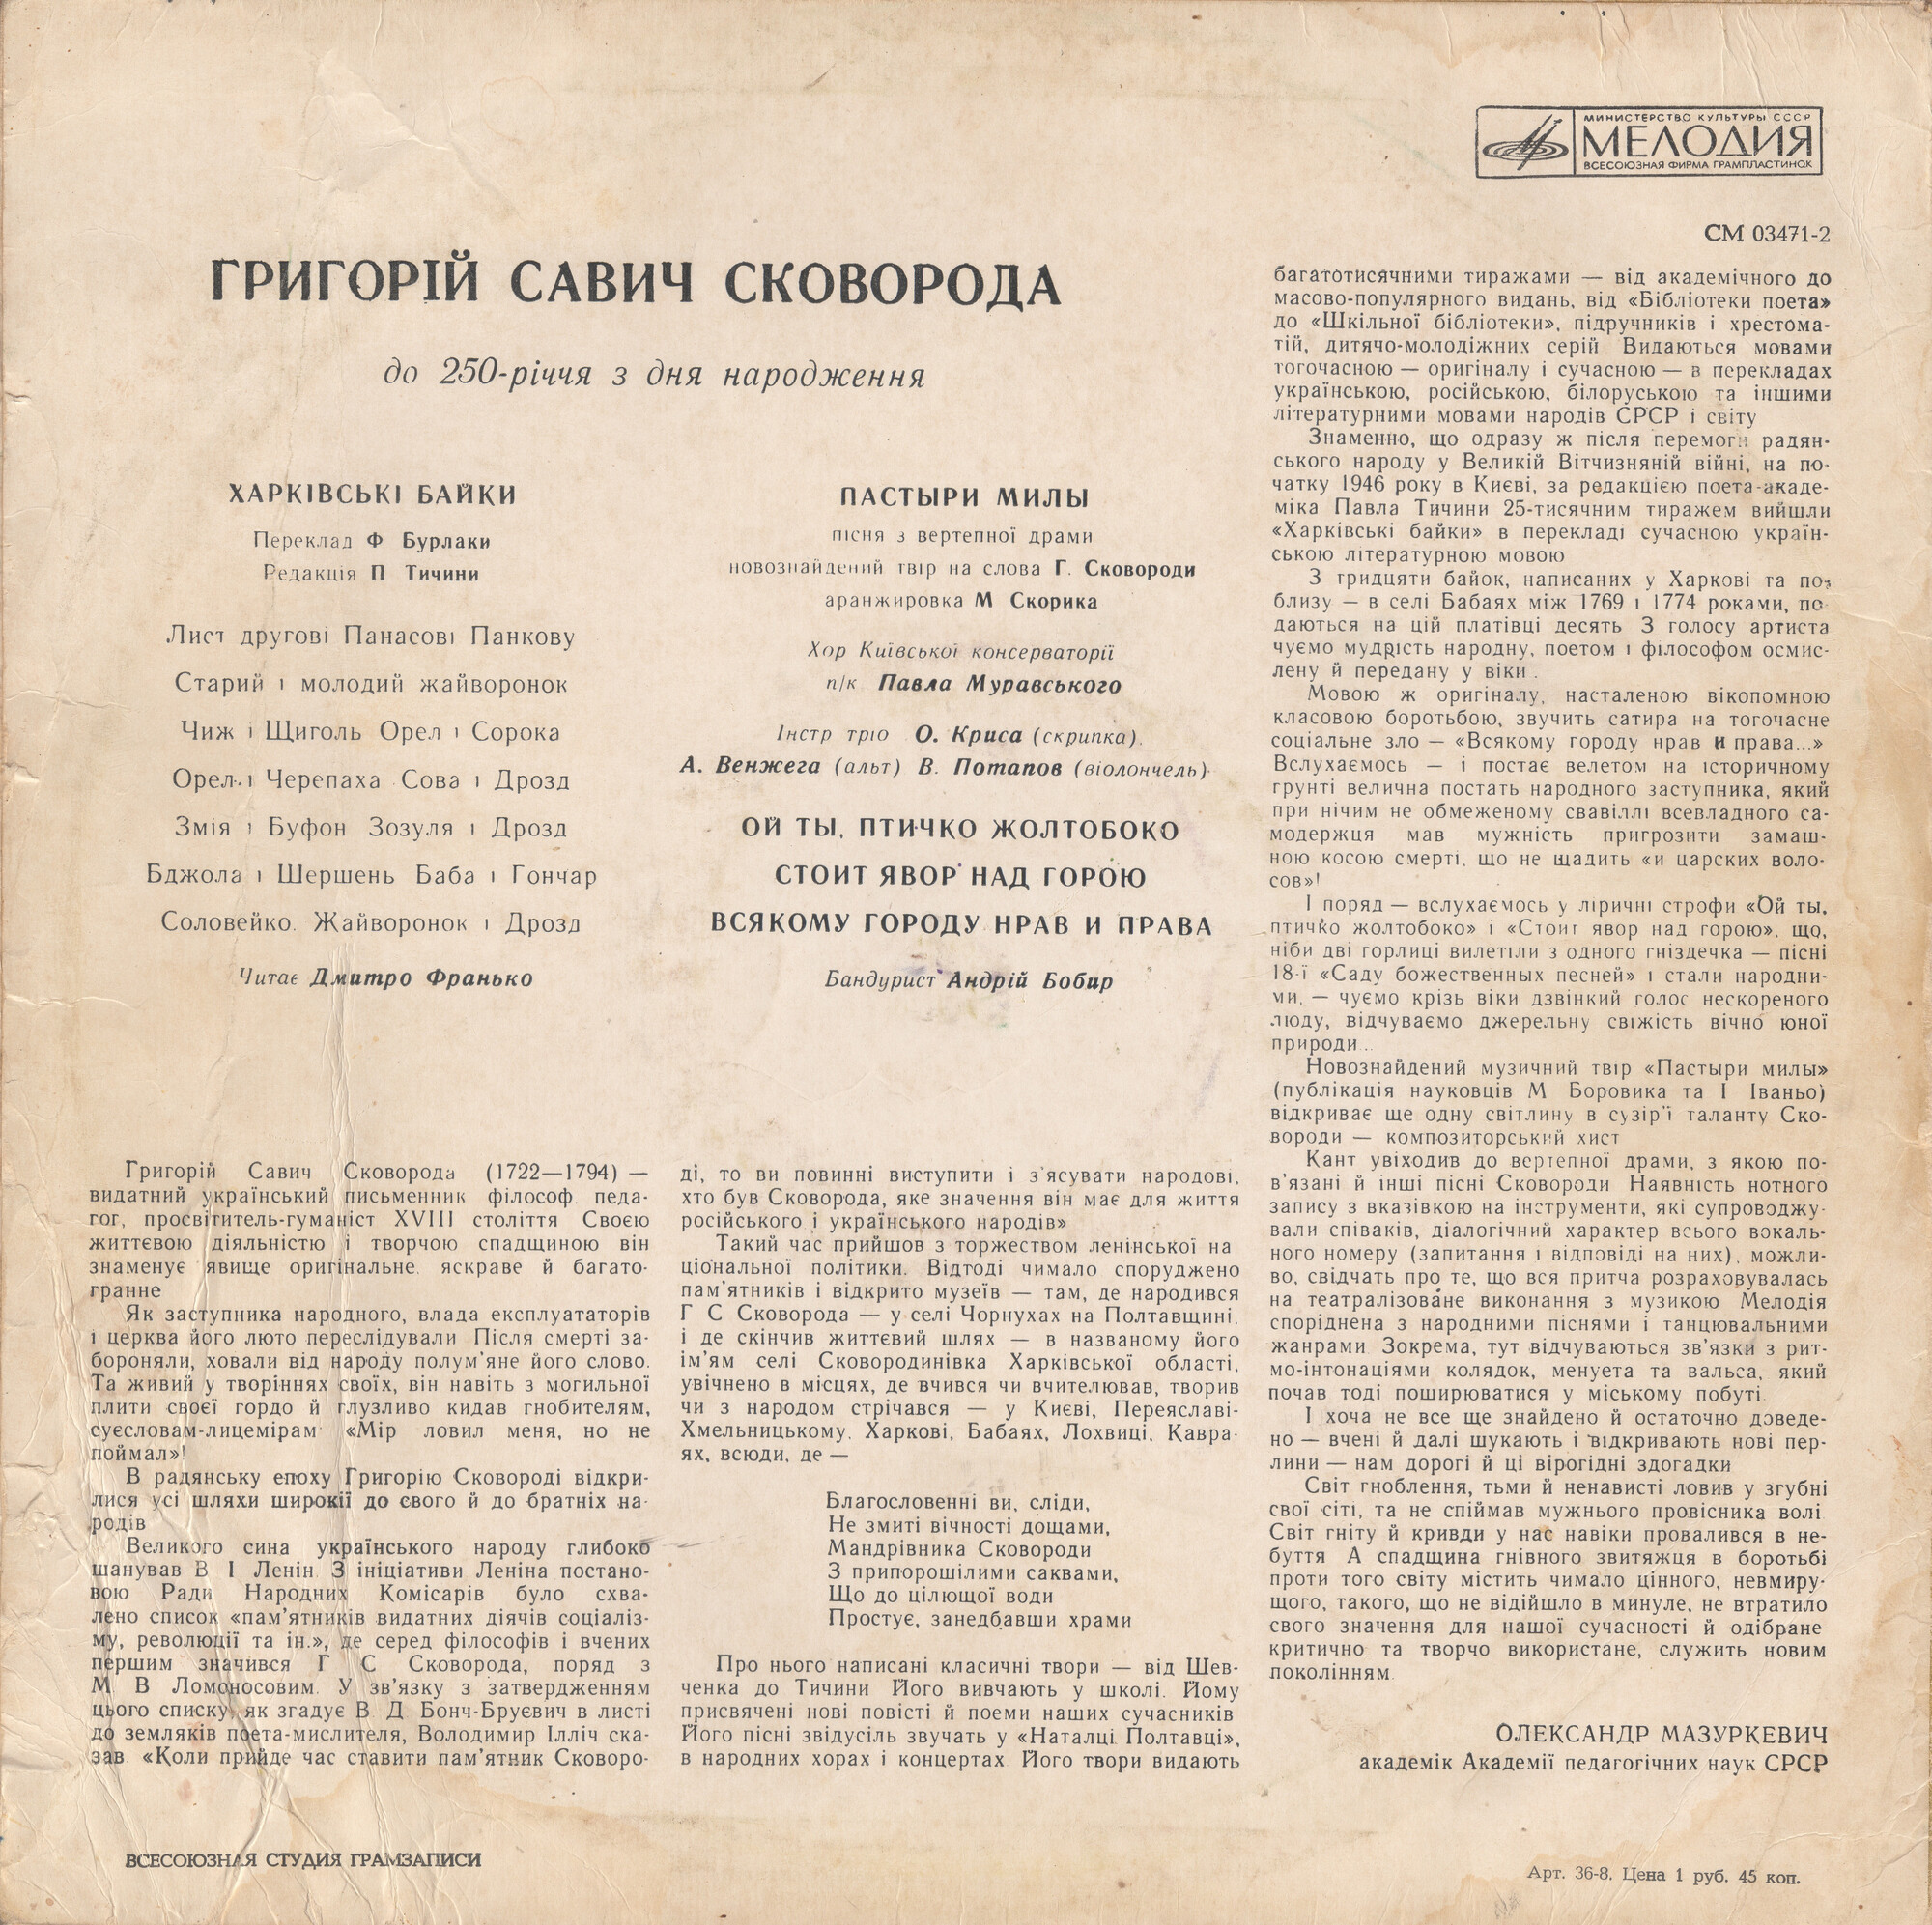 МИНИСТЕРСТВО КУЛЬТУРЫ СССР
МЕЛОДИЯ
ВСЕСОЮЗНАЯ ФИРМА ГРАМПЛАСТИНОК
СМ 03471-2
ГРИГОРІЙ САВИЧ СКОВОРОДА
до 250-річчя з дня народження
ХАРКІВСЬКІ БАЙКИ
Переклад Ф Бурлаки
Редакція П Тичини
Лист другові Панасові Панкову
Старий і молодий жайворонок
Чиж і Щиголь Орел і Сорока
Орел і Черепаха Сова і Дрозд
Змія і Буфон Зозуля і Дрозд
Бджола і Шершень Баба і Гончар
Соловейко. Жайворонок і Дрозд
Читає Дмитро Франько
ПАСТЫРИ МИЛЫ
пісня з вертепної драми
новознайдений твір на слова Г. Сковороди
аранжировка М Скорика
Хор Київської консерваторії
п/к Павла Муравського
Інстр тріо О. Криса (скрипка).
А. Венжега (альт) В. Потапов (віолончель)
ОЙ ТЫ, ПТИЧКО ЖОЛТОБОКО
СТОИТ ЯВОР НАД ГОРОЮ
ВСЯКОМУ ГОРОДУ НРАВ И ПРАВА
Бандурист Андрій Бобир
Григорій Савич Сковорода (1722—1794) —
видатний український письменник філософ. педа-
гог, просвітитель-гуманіст XVIII століття Своєю
життєвою діяльністю і творчою спадщиною він
знаменує явище оригінальне. яскраве й багато-
гранне
Як заступника народного, влада експлуататорів
і церква його люто переслідували Після смерті за-
бороняли, ховали від народу полум'яне його слово.
Та живий у творіннях своїх, він навіть з могильної
плити своєї гордо й глузливо кидав гнобителям,
суєсловам-лицемірам «Мір ловил меня, но не
поймал»!
В радянську епоху Григорію Сковороді відкри-
лися усі шляхи широкії до свого й до братніх на-
родів
Великого сина українського народу глибоко
шанував В І Ленін З ініціативи Леніна постано-
вою Ради Народних Комісарів було схва-
лено список «пам'ятників видатних діячів соціаліз-
му, революції та ін.», де серед філософів і вчених
першим значився Г С Сковорода, поряд з
М В Ломоносовим. У зв'язку з затвердженням
цього списку, як згадує В Д Бонч-Бруєвич в листі
до земляків поета-мислителя, Володимир Ілліч ска-
зав «Коли прийде час ставити пам'ятник Сковоро-
ді, то ви повинні виступити і з'ясувати народові,
хто був Сковорода, яке значення він має для життя
російського і українського народів»
Такий час прийшов з торжеством ленінської на
ціональної політики. Відтоді чимало споруджено
пам'ятників і відкрито музеїв — там, де народився
Г С Сковорода — у селі Чорнухах на Полтавщині,
і де скінчив життєвий шлях — в названому його
ім'ям селі Сковородинівка Харківської області,
увічнено в місцях, де вчився чи вчителював, творив
чи з народом стрічався — у Києві, Переяславі-
Хмельницькому, Харкові, Бабаях, Лохвиці, Кавра-
ях, всюди, де —
Благословенні ви, сліди,
Не змиті вічності дощами,
Мандрівника Сковороди
З припорошілими саквами,
Що до цілющої води
Простує, занедбавши храми
Про нього написані класичні твори — від Шев-
ченка до Тичини Його вивчають у школі. Йому
присвячені нові повісті й поеми наших сучасників
Його пісні звідусіль звучать у «Наталці Полтавці»,
в народних хорах і концертах Його твори видають
багатотисячними тиражами — від академічного до
масово-популярного видань, від «Бібліотеки поета»
до «Шкільної бібліотеки», підручників і хрестома-
тій, дитячо-молодіжних серій Видаються мовами
тогочасною — оригіналу і сучасною — в перекладах
українською, російською, білоруською та іншими
літературними мовами народів СРСР і світу
Знаменно, що одразу ж після перемоги радян-
ського народу у Великій Вітчизняній війні, на по-
чатку 1946 року в Києві, за редакцією поета-акаде-
міка Павла Тичини 25-тисячним тиражем вийшли
«Харківські байки» в перекладі сучасною україн-
ською літературною мовою
З тридцяти байок, написаних у Харкові та по-
близу — в селі Бабаях між 1769 і 1774 роками, по
даються на цій платівці десять З голосу артиста
чуємо мудрість народну, поетом і філософом осмис-
лену й передану у віки .
Мовою ж оригіналу, насталеною вікопомною
класовою боротьбою, звучить сатира на тогочасне
соціальне зло — «Всякому городу нрав и права...»
Вслухаємось — і постає велетом на історичному
грунті велична постать народного заступника, який
при нічим не обмеженому свавіллі всевладного са-
модержця мав мужність пригрозити замаш-
ною косою смерті. що не щадить «и царских воло-
сов»!
І поряд — вслухаємось у ліричні строфи «Ой ты,
птичко жолтобоко» і «Стоит явор над горою», що,
ніби дві горлиці вилетіли з одного гніздечка — пісні
18-ї «Саду божественных песней» і стали народни-
ми, — чуємо крізь віки дзвінкий голос нескореного
люду, відчуваємо джерельну свіжість вічно юної
природи...
Новознайдений музичний твір «Пастыри милы»
(публікація науковців М Боровика та І Іваньо)
відкриває ще одну світлину в сузір'ї таланту Ско-
вороди — композиторський хист
Кант увіходив до вертепної драми, з якою по-
в'язані й інші пісні Сковороди Наявність нотного
запису з вказівкою на інструменти, які супроводжу-
вали співаків, діалогічний характер всього вокаль-
ного номеру (запитання і відповіді на них), можли-
во, свідчать про те, що вся притча розраховувалась
на театралізоване виконання з музикою Мелодія
споріднена з народними піснями і танцювальними
жанрами Зокрема, тут відчуваються зв'язки з рит-
мо-інтонаціями колядок, менуета та вальса, який
почав тоді поширюватися у міському побуті
І хоча не все ще знайдено й остаточно доведе-
но — вчені й далі шукають і відкривають нові пер-
лини — нам дорогі й ці вірогідні здогадки
Світ гноблення, тьми й ненависті ловив у згубні
свої сіті, та не спіймав мужнього провісника волі
Світ гніту й кривди у нас навіки провалився в не-
буття А спадщина гнівного звитяжця в боротьбі
проти того світу містить чимало цінного, невмиру-
щого, такого, що не відійшло в минуле, не втратило
свого значення для нашої сучасності й одібране
критично та творчо використане, служить новим
поколінням
ОЛЕКСАНДР МАЗУРКЕВИЧ
академік Академії педагогічних наук СРСР
ВСЕСОЮЗНАЯ СТУДИЯ ГРАМЗАПИСИ
Арт. 36-8. Цена 1 руб. 45 коп.